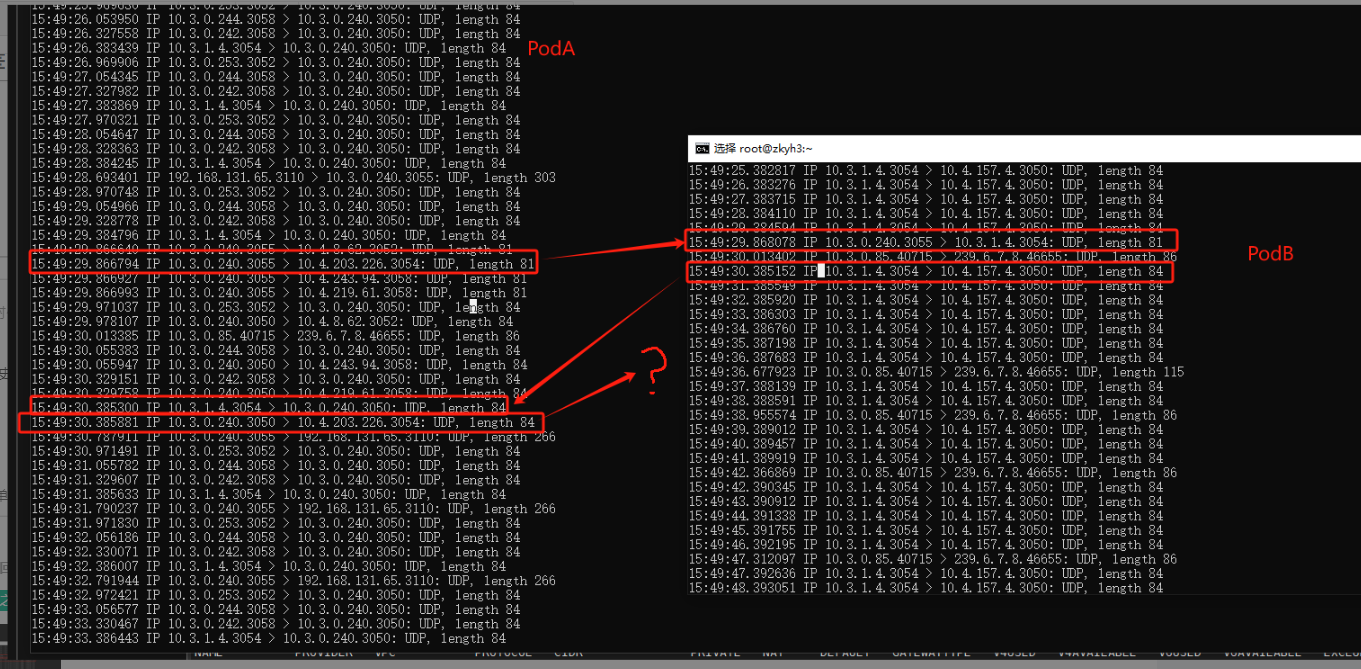 15:49:26.053950 IP 10.3.0.244.3058 > 10.3.0.240.3050: UDP, length 84
15:49:26.327558 IP 10.3.0.242.3058 > 10.3.0.240.3050: UDP, length 84
15:49:26.383439 IP 10.3.1.4.3054 > 10.3.0.240.3050: UDP, length 84
PodA
15:49:26.969906 IP 10.3.0.253.3052 > 10.3.0.240.3050: UDP, length 84
15:49:27.054345 IP 10.3.0.244.3058 > 10.3.0.240.3050: UDP, length 84
15:49:27.327982 IP 10.3.0.242.3058 > 10.3.0.240.3050: UDP, length 84
15:49:27.383869 IP 10.3.1.4.3054 > 10.3.0.240.3050: UDP, length 84
15:49:27.970321 IP 10.3.0.253.3052 > 10.3.0.240.3050: UDP, length 84
15:49:28.054647 IP 10.3.0.244.3058 > 10.3.0.240.3050: UDP, length 84
15:49:28.328363 IP 10.3.0.242.3058 > 10.3.0.240.3050: UDP, length 84
15:49:28.384245 IP 10.3.1.4.3054 > 10.3.0.240.3050: UDP, length 84
15:49:28.693401 IP 192.168.131.65.3110 > 10.3.0.240.3055: UDP, length 303
15:49:28.970748 IP 10.3.0.253.3052 > 10.3.0.240.3050: UDP, length 84
15:49:29.054966 IP 10.3.0.244.3058 > 10.3.0.240.3050: UDP, length 84
15:49:29.328778 IP 10.3.0.242.3058 > 10.3.0.240.3050: UDP, length 84
15:49:29.384796 IP 10.3.1.4.3054 > 10.3.0.240.3050: UDP, length 84
15:49:29.866640 IP 10.3.0.240.3055 > 10.4.8.62.3052: UDP, length 81
15:49:29.866794 IP 10.3.0.240.3055 > 10.4.203.226.3054: UDP, length 81
15:49:29.866927 IP 10.3.0.240.3055 > 10.4.243.94.3058: UDP, length 81
15:49:29.866993 IP 10.3.0.240.3055 > 10.4.219.61.3058: UDP, length 81
15:49:29.971037 IP 10.3.0.253.3052 > 10.3.0.240.3050: UDP, length 84
15:49:29.978107 IP 10.3.0.240.3050 > 10.4.8.62.3052: UDP, length 84
15:49:30.013385 IP 10.3.0.85.40715 > 239.6.7.8.46655: UDP, length 86
15:49:30.055383 IP 10.3.0.244.3058 > 10.3.0.240.3050: UDP, length 84
15:49:30.055947 IP 10.3.0.240.3050 > 10.4.243.94.3058: UDP, length 84
15:49:30.329151 IP 10.3.0.242.3058 > 10.3.0.240.3050: UDP, length 84
15:49:30.329758 IP 10.3.0.240.3050 > 10.4.219.61.3058: UDP, length 84
15:49:30.385300 IP 10.3.1.4.3054 > 10.3.0.240.3050: UDP, length 84
15:49:30.385881 IP 10.3.0.240.3050 > 10.4.203.226.3054: UDP, length 84
15:49:30.787911 IP 10.3.0.240.3055 > 192.168.131.65.3110: UDP, length 266
15:49:30.971491 IP 10.3.0.253.3052 > 10.3.0.240.3050: UDP, length 84
15:49:31.055782 IP 10.3.0.244.3058 > 10.3.0.240.3050: UDP, length 84
15:49:31.329607 IP 10.3.0.242.3058 > 10.3.0.240.3050: UDP, length 84
15:49:31.385633 IP 10.3.1.4.3054 > 10.3.0.240.3050: UDP, length 84
15:49:31.790237 IP 10.3.0.240.3055 > 192.168.131.65.3110: UDP, length 266
15:49:31.971830 IP 10.3.0.253.3052 > 10.3.0.240.3050: UDP, length 84
15:49:32.056186 IP 10.3.0.244.3058 > 10.3.0.240.3050: UDP, length 84
15:49:32.330071 IP 10.3.0.242.3058 > 10.3.0.240.3050: UDP, length 84
15:49:32.386007 IP 10.3.1.4.3054 > 10.3.0.240.3050: UDP, length 84
15:49:32.791944 IP 10.3.0.240.3055 > 192.168.131.65.3110: UDP, length 266
15:49:32.972421 IP 10.3.0.253.3052 > 10.3.0.240.3050: UDP, length 84
15:49:33.056577 IP 10.3.0.244.3058 > 10.3.0.240.3050: UDP, length 84
15:49:33.330467 IP 10.3.0.242.3058 > 10.3.0.240.3050: UDP, length 84
15:49:33.386443 IP 10.3.1.4.3054 > 10.3.0.240.3050: UDP, length 84
?
选择 root@zkyh3:~
15:49:25.382817 IP 10.3.1.4.3054 > 10.4.157.4.3050: UDP, length 84
15:49:26.383276 IP 10.3.1.4.3054 > 10.4.157.4.3050: UDP, length 84
15:49:27.383715 IP 10.3.1.4.3054 > 10.4.157.4.3050: UDP, length 84
15:49:28.384110 IP 10.3.1.4.3054 > 10.4.157.4.3050: UDP, length 84
15:49:29.384594 IP 10.3.1.4.3054 > 10.4.157.4.3050: UDP, length 84
15:49:29.868078 IP 10.3.0.240.3055 > 10.3.1.4.3054: UDP, length 81
PodB
15:49:30.013402 IP 10.3.0.85.40715 > 239.6.7.8.46655: UDP, length 86
15:49:30.385152 IP 10.3.1.4.3054 > 10.4.157.4.3050: UDP, length 84
15:49:31.385549 IP 10.3.1.4.3054 > 10.4.157.4.3050: UDP, length 84
15:49:32.385920 IP 10.3.1.4.3054 > 10.4.157.4.3050: UDP, length 84
15:49:33.386303 IP 10.3.1.4.3054 > 10.4.157.4.3050: UDP, length 84
15:49:34.386760 IP 10.3.1.4.3054 > 10.4.157.4.3050: UDP, length 84
15:49:35.387198 IP 10.3.1.4.3054 > 10.4.157.4.3050: UDP, length 84
15:49:36.387683 IP 10.3.1.4.3054 > 10.4.157.4.3050: UDP, length 84
15:49:36.677923 IP 10.3.0.85.40715 > 239.6.7.8.46655: UDP, length 115
15:49:37.388139 IP 10.3.1.4.3054 > 10.4.157.4.3050: UDP, length 84
15:49:38.388591 IP 10.3.1.4.3054 > 10.4.157.4.3050: UDP, length 84
15:49:38.955574 IP 10.3.0.85.40715 > 239.6.7.8.46655: UDP, length 86
15:49:39.389012 IP 10.3.1.4.3054 > 10.4.157.4.3050: UDP, length 84
15:49:40.389457 IP 10.3.1.4.3054 > 10.4.157.4.3050: UDP, length 84
15:49:41.389919 IP 10.3.1.4.3054 > 10.4.157.4.3050: UDP, length 84
15:49:42.366869 IP 10.3.0.85.40715 > 239.6.7.8.46655: UDP, length 86
15:49:42.390345 IP 10.3.1.4.3054 > 10.4.157.4.3050: UDP, length 84
15:49:43.390912 IP 10.3.1.4.3054 > 10.4.157.4.3050: UDP, length 84
15:49:44.391338 IP 10.3.1.4.3054 > 10.4.157.4.3050: UDP, length 84
15:49:45.391755 IP 10.3.1.4.3054 > 10.4.157.4.3050: UDP, length 84
15:49:46.392195 IP 10.3.1.4.3054 > 10.4.157.4.3050: UDP, length 84
15:49:47.312097 IP 10.3.0.85.40715 > 239.6.7.8.46655: UDP, length 86
15:49:47.392636 IP 10.3.1.4.3054 > 10.4.157.4.3050: UDP, length 84
15:49:48.393051 IP 10.3.1.4.3054 > 10.4.157.4.3050: UDP, length 84